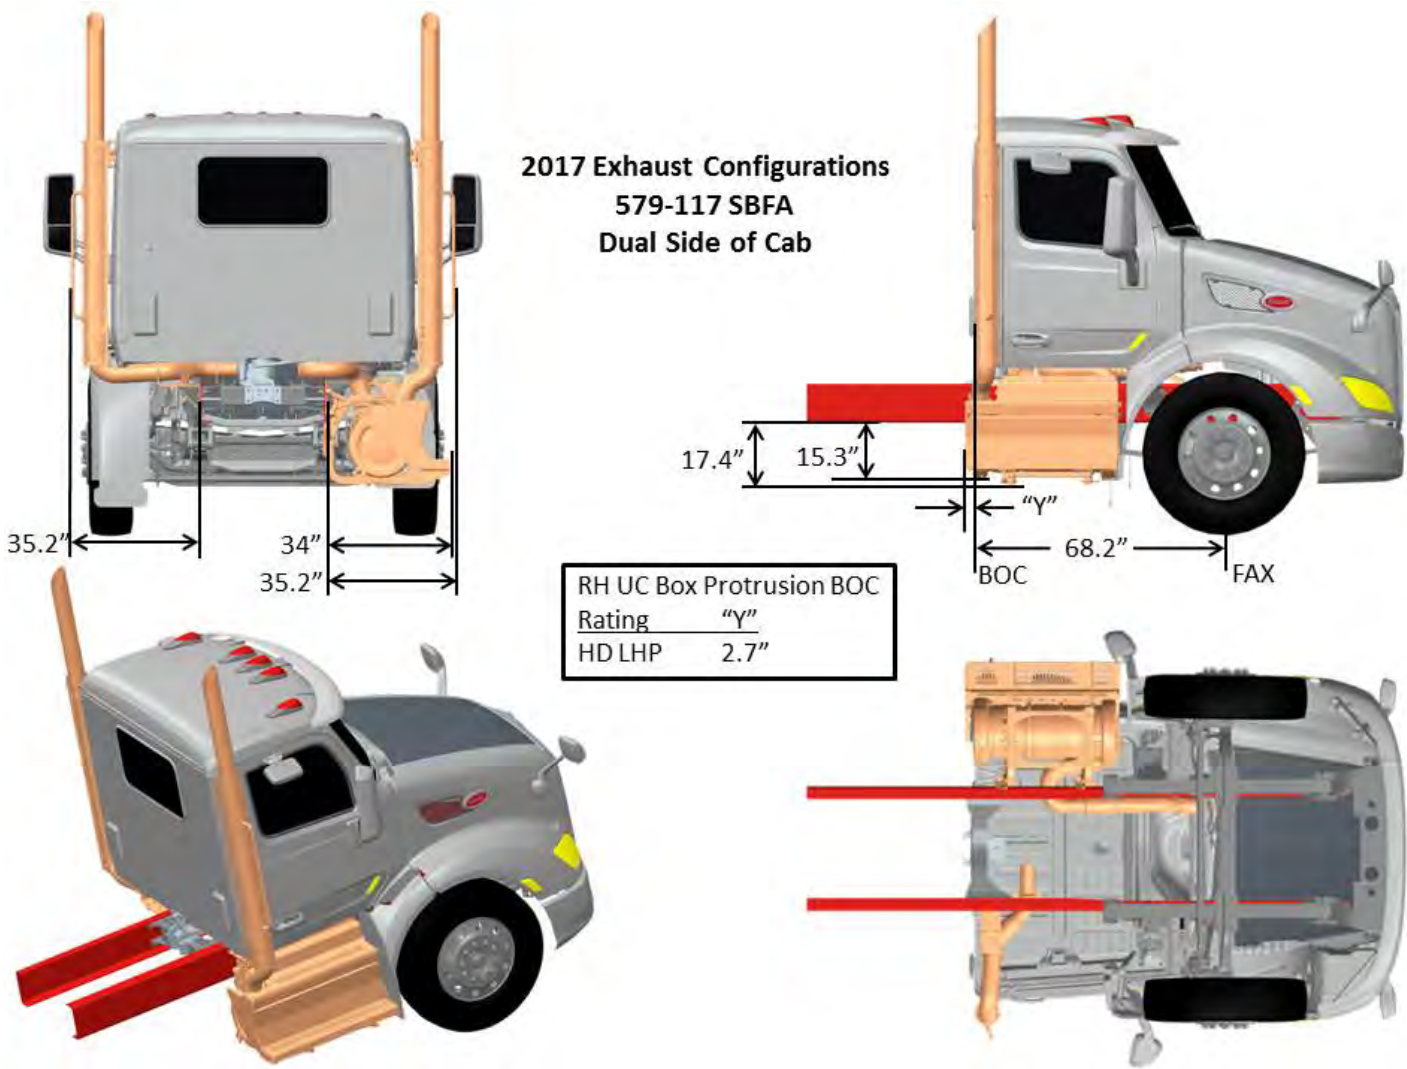 2017 Exhaust Configurations
579-117 SBFA
Dual Side of Cab
17.4”
15.3”
“Y”
68.2”
BOC
FAX
35.2”
34”
35.2”
RH UC Box Protrusion BOC
Rating “Y”
HD LHP 2.7”